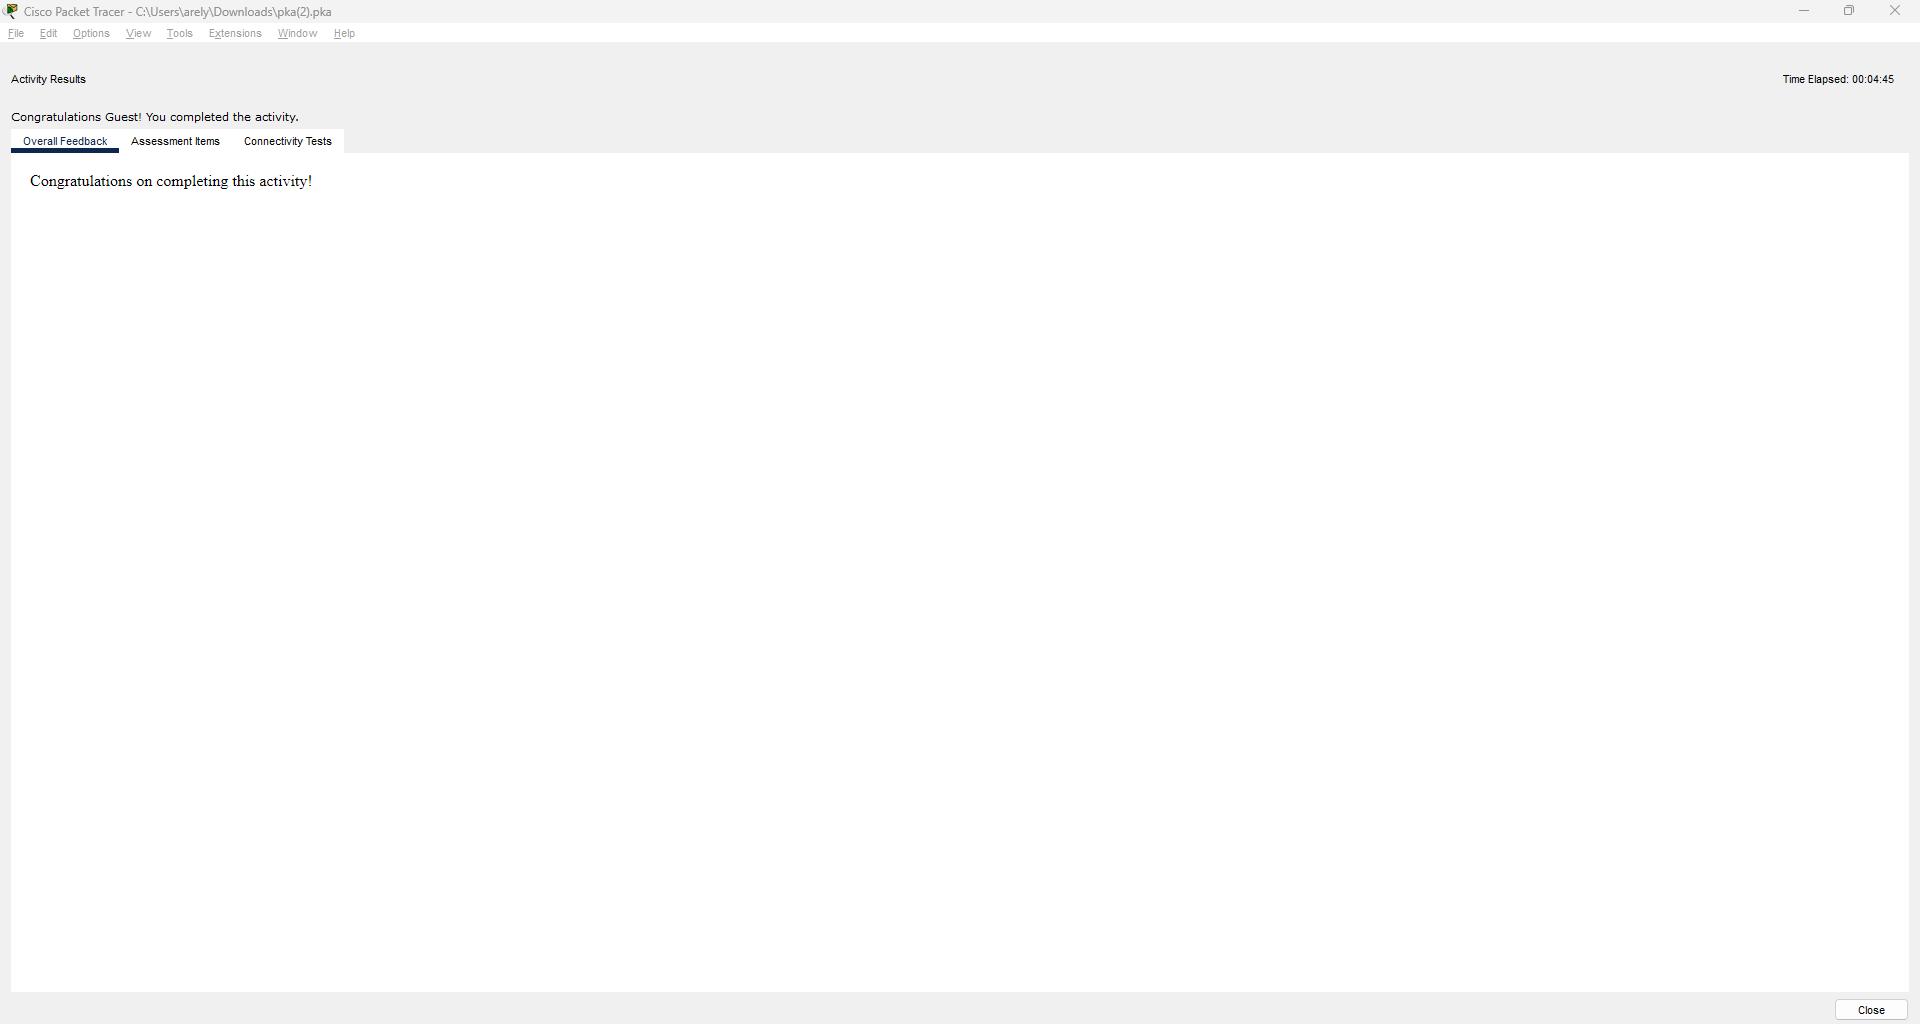 Cisco Packet Tracer - C:\Users\arely\Downloads\pka(2).pka
File Edit Options View Tools Extensions Window Help
Activity Results
Time Elapsed: 00:04:45
Congratulations Guest! You completed the activity.
Overall Feedback Assessment Items Connectivity Tests
Congratulations on completing this activity!
Close